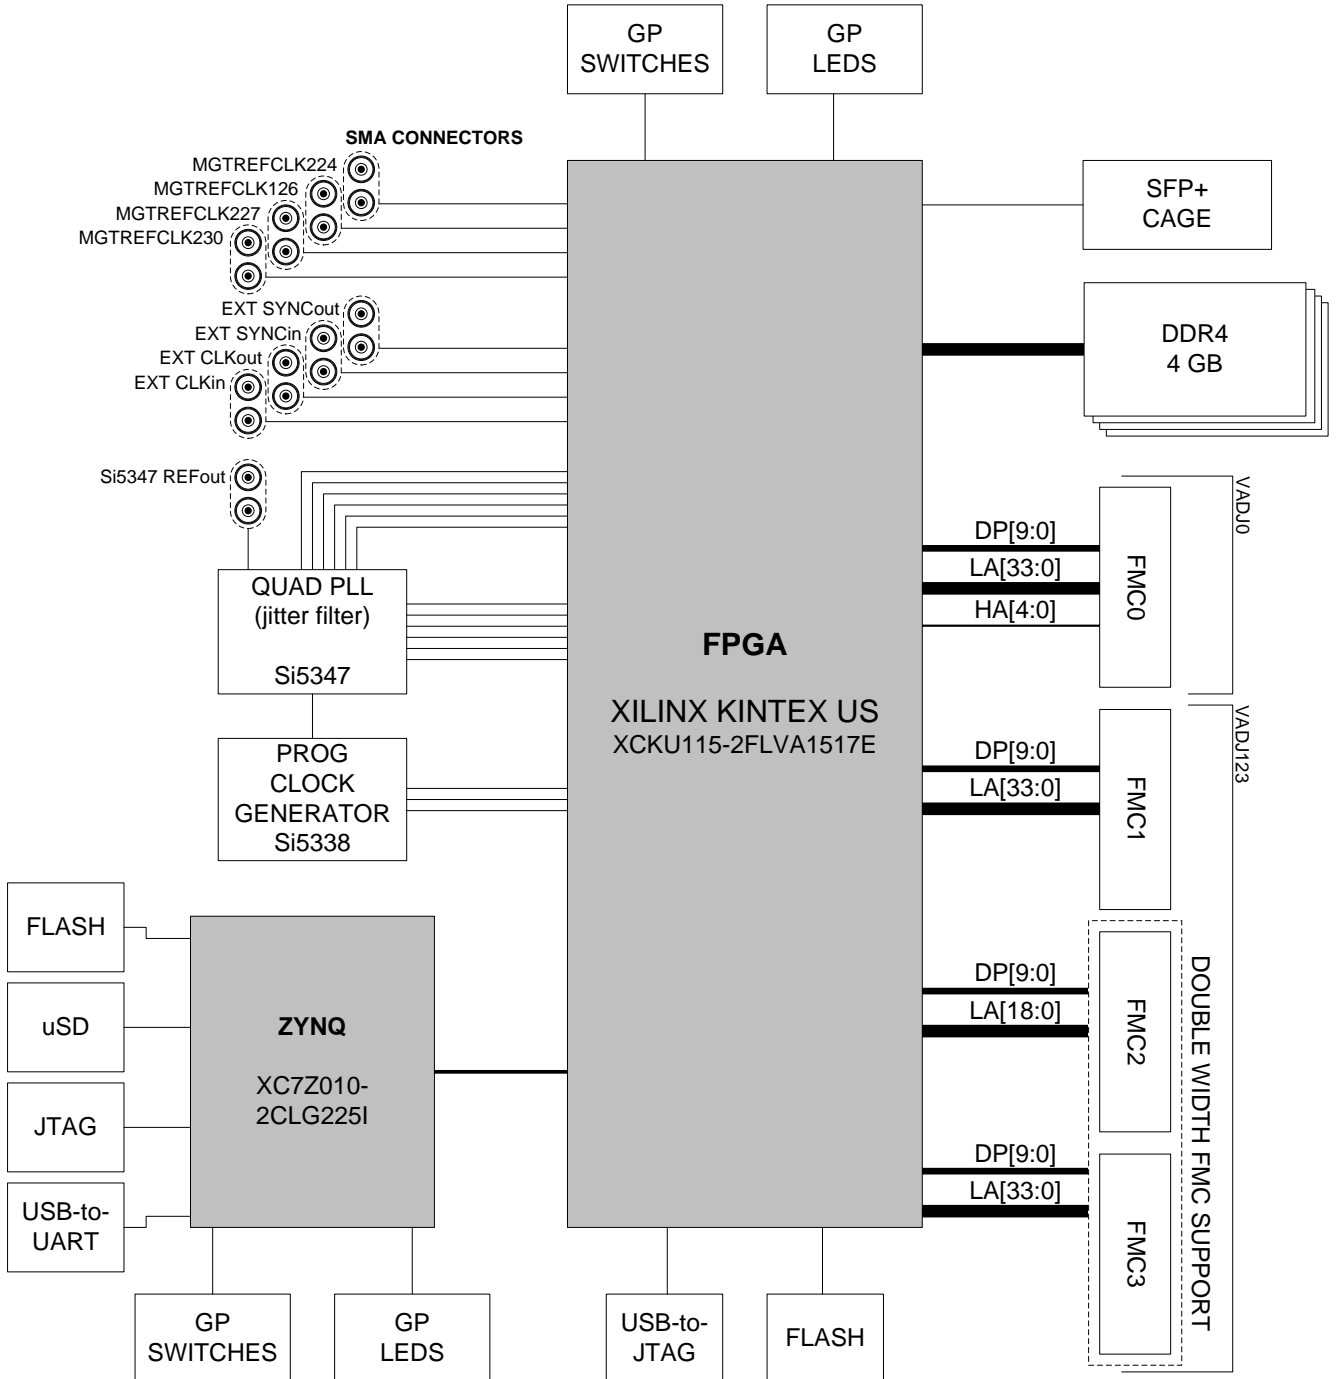 GP
SWITCHES
GP
LEDS
SMA CONNECTORS
MGTREFCLK224
MGTREFCLK126
MGTREFCLK227
MGTREFCLK230
SFP+
CAGE
EXT SYNCout
EXT SYNCin
EXT CLKout
EXT CLKin
DDR4
4 GB
Si5347 REFout
QUAD PLL
(jitter filter)
Si5347
PROG
CLOCK
GENERATOR
Si5338
FPGA
XILINX KINTEX US
XCKU115-2FLVA1517E
DP[9:0]
LA[33:0]
HA[4:0]
FMC0
VADJ0
DP[9:0]
LA[33:0]
FMC1
VADJ123
DP[9:0]
LA[18:0]
FMC2
DP[9:0]
LA[33:0]
FMC3
DOUBLE WIDTH FMC SUPPORT
FLASH
uSD
JTAG
USB-to-
UART
ZYNQ
XC7Z010-
2CLG225I
GP
SWITCHES
GP
LEDS
USB-to-
JTAG
FLASH